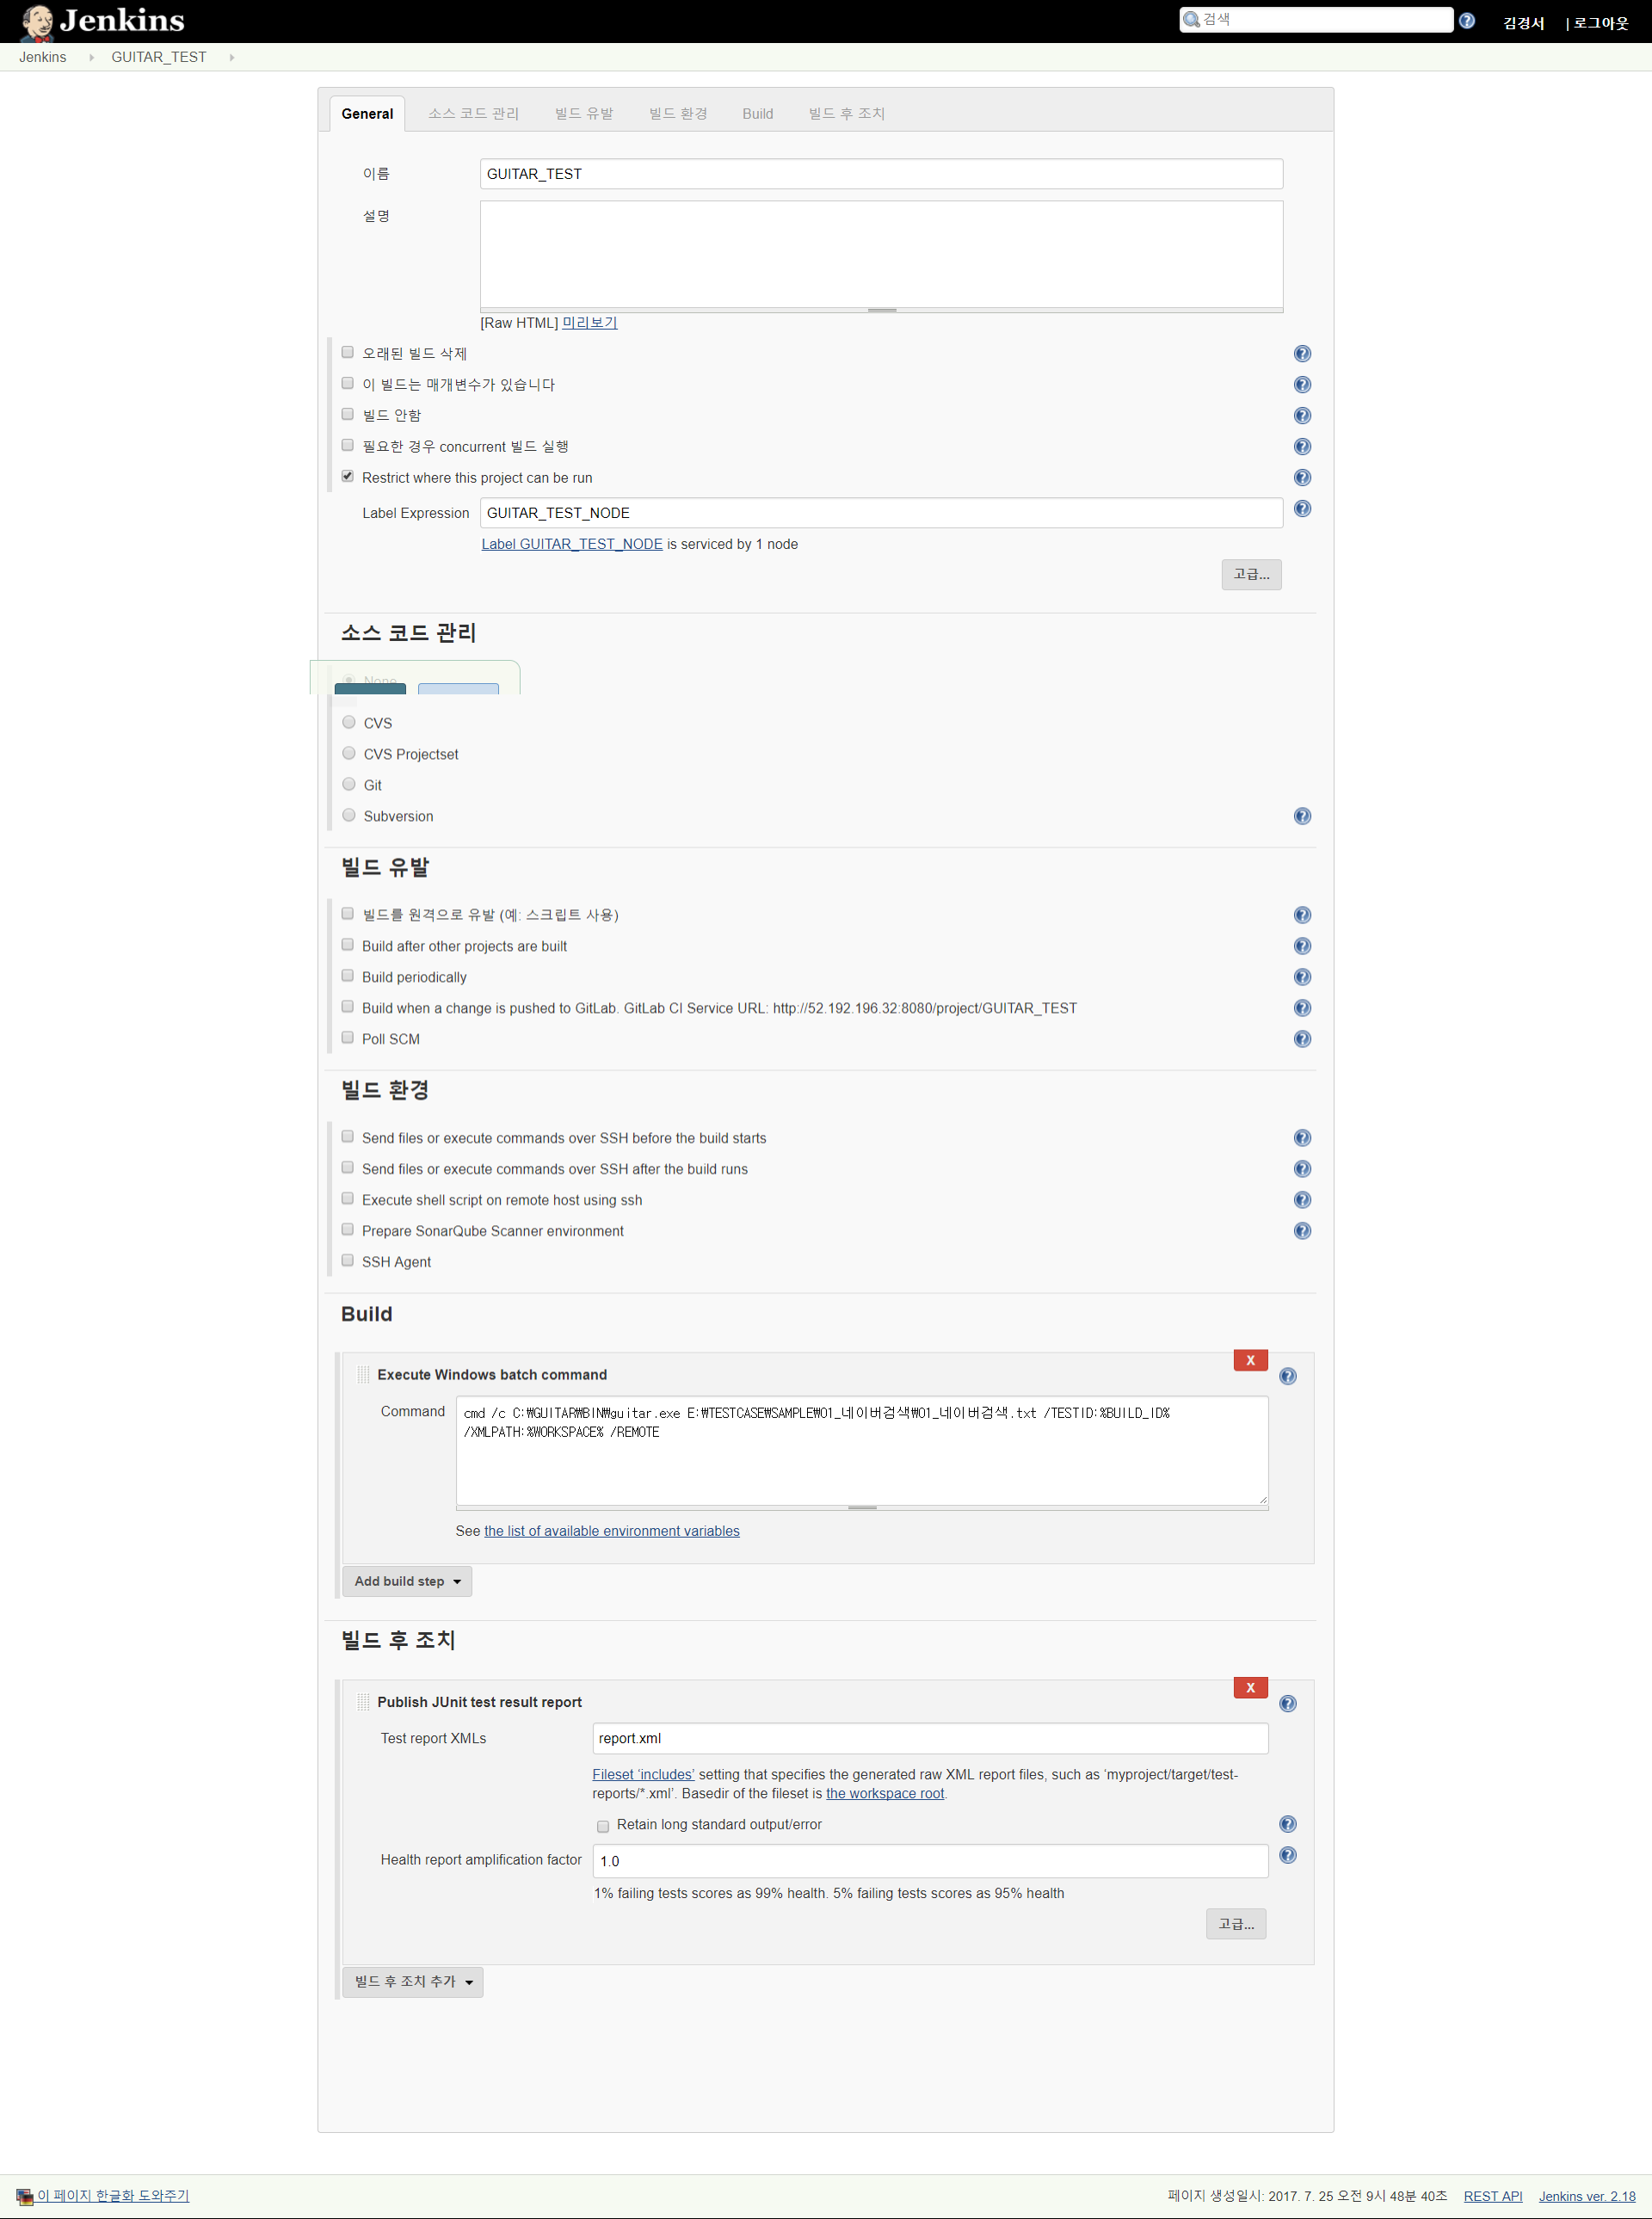 Jenkins
검색
김경서 | 로그아웃
Jenkins GUITAR_TEST
General 소스 코드 관리 빌드 유발 빌드 환경 Build 빌드 후 조치
이름 GUITAR_TEST
설명
[Raw HTML] 미리보기
오래된 빌드 삭제
이 빌드는 매개변수가 있습니다
빌드 안함
필요한 경우 concurrent 빌드 실행
Restrict where this project can be run
Label Expression GUITAR_TEST_NODE
Label GUITAR_TEST_NODE is serviced by 1 node
고급...
소스 코드 관리
None
CVS
CVS Projectset
Git
Subversion
빌드 유발
빌드를 원격으로 유발 (예: 스크립트 사용)
Build after other projects are built
Build periodically
Build when a change is pushed to GitLab. GitLab CI Service URL: http://52.192.196.32:8080/project/GUITAR_TEST
Poll SCM
빌드 환경
Send files or execute commands over SSH before the build starts
Send files or execute commands over SSH after the build runs
Execute shell script on remote host using ssh
Prepare SonarQube Scanner environment
SSH Agent
Build
X
Execute Windows batch command
Command cmd /c C:₩GUITAR₩BIN₩guitar.exe E:₩TESTCASE₩SAMPLE₩01_네이버검색₩01_네이버검색.txt /TESTID:%BUILD_ID%
/XMLPATH:%WORKSPACE% /REMOTE
See the list of available environment variables
Add build step
빌드 후 조치
X
Publish JUnit test result report
Test report XMLs report.xml
Fileset ‘includes’ setting that specifies the generated raw XML report files, such as ‘myproject/target/test-
reports/*.xml’. Basedir of the fileset is the workspace root.
Retain long standard output/error
Health report amplification factor 1.0
1% failing tests scores as 99% health. 5% failing tests scores as 95% health
고급...
빌드 후 조치 추가
이 페이지 한글화 도와주기 페이지 생성일시: 2017. 7. 25 오전 9시 48분 40초 REST API Jenkins ver. 2.18